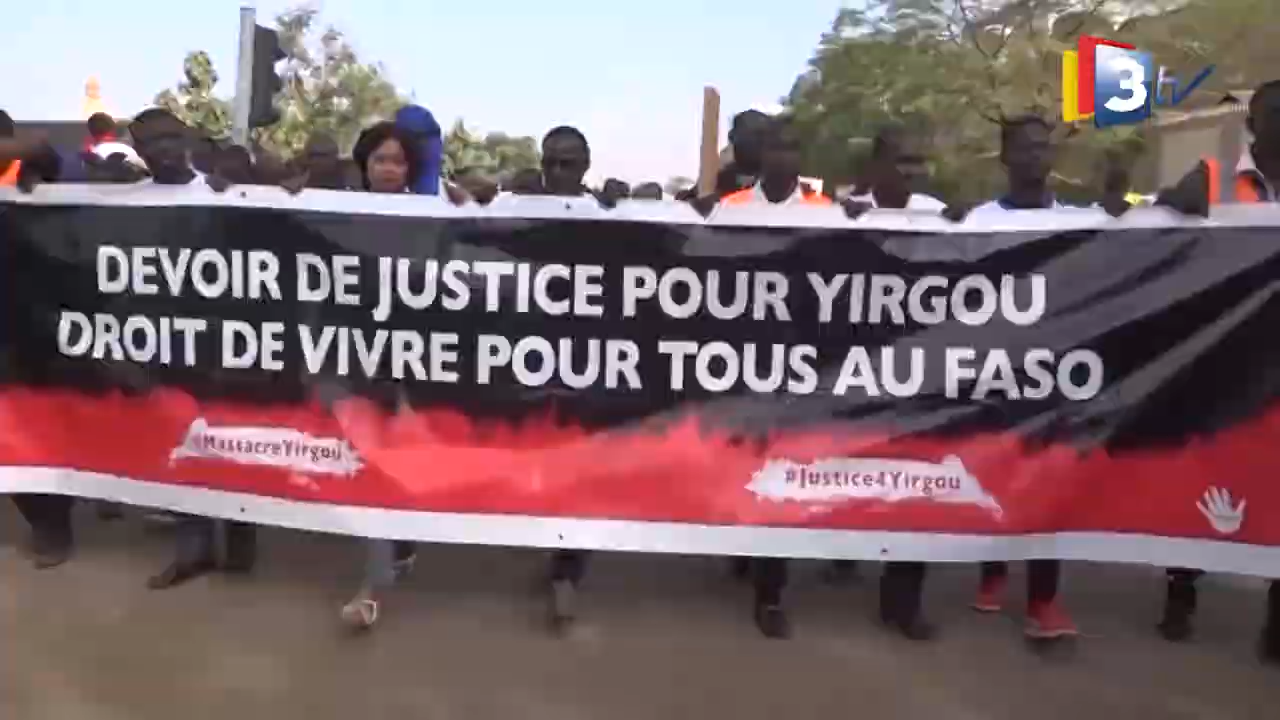 3tv
DEVOIR DE JUSTICE POUR YIRGOU
DROIT DE VIVRE POUR TOUS AU FASO
#MassacreYirgou
#Justice4Yirgou